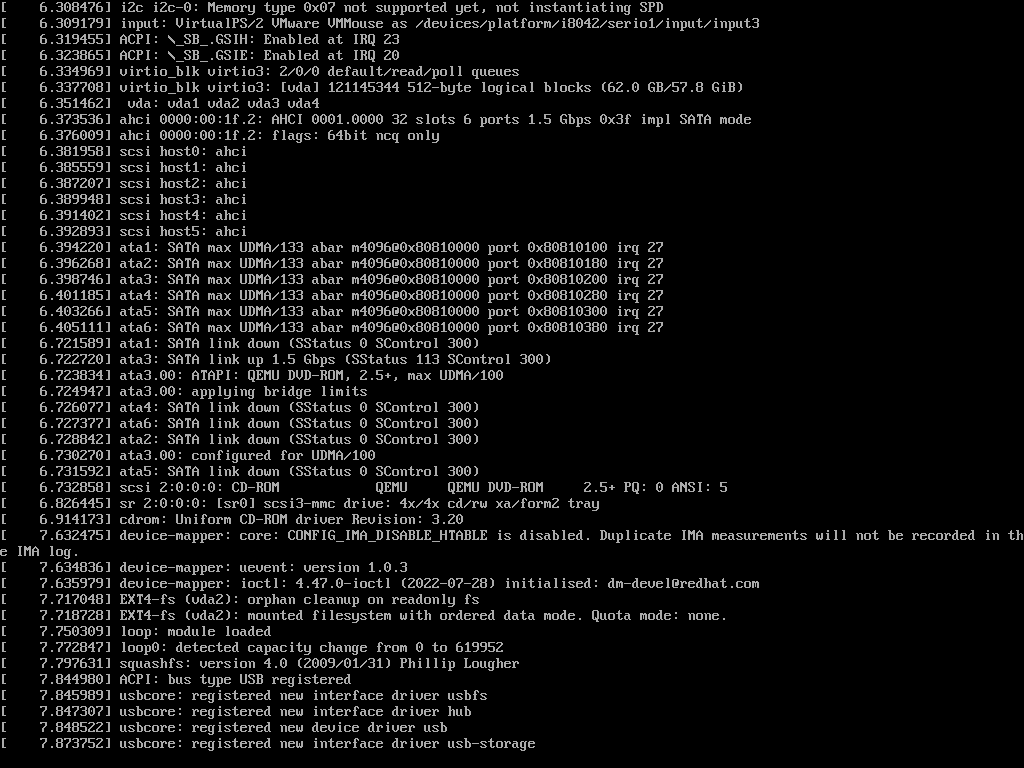 [    6.308476] i2c i2c-0: Memory type 0x07 not supported yet, not instantiating SPD
[    6.309179] input: VirtualPS/2 VMware VMMouse as /devices/platform/i8042/serio1/input/input3
[    6.319455] ACPI: \_SB_.GSIH: Enabled at IRQ 23
[    6.323865] ACPI: \_SB_.GSIE: Enabled at IRQ 20
[    6.334969] virtio_blk virtio3: 2/0/0 default/read/poll queues
[    6.337708] virtio_blk virtio3: [vda] 121145344 512-byte logical blocks (62.0 GB/57.8 GiB)
[    6.351462]  vda: vda1 vda2 vda3 vda4
[    6.373536] ahci 0000:00:1f.2: AHCI 0001.0000 32 slots 6 ports 1.5 Gbps 0x3f impl SATA mode
[    6.376009] ahci 0000:00:1f.2: flags: 64bit ncq only
[    6.381958] scsi host0: ahci
[    6.385559] scsi host1: ahci
[    6.387207] scsi host2: ahci
[    6.389948] scsi host3: ahci
[    6.391402] scsi host4: ahci
[    6.392893] scsi host5: ahci
[    6.394220] ata1: SATA max UDMA/133 abar m4096@0x80810000 port 0x80810100 irq 27
[    6.396268] ata2: SATA max UDMA/133 abar m4096@0x80810000 port 0x80810180 irq 27
[    6.398746] ata3: SATA max UDMA/133 abar m4096@0x80810000 port 0x80810200 irq 27
[    6.401185] ata4: SATA max UDMA/133 abar m4096@0x80810000 port 0x80810280 irq 27
[    6.403266] ata5: SATA max UDMA/133 abar m4096@0x80810000 port 0x80810300 irq 27
[    6.405111] ata6: SATA max UDMA/133 abar m4096@0x80810000 port 0x80810380 irq 27
[    6.721589] ata1: SATA link down (SStatus 0 SControl 300)
[    6.722720] ata3: SATA link up 1.5 Gbps (SStatus 113 SControl 300)
[    6.723834] ata3.00: ATAPI: QEMU DVD-ROM, 2.5+, max UDMA/100
[    6.724947] ata3.00: applying bridge limits
[    6.726077] ata4: SATA link down (SStatus 0 SControl 300)
[    6.727377] ata6: SATA link down (SStatus 0 SControl 300)
[    6.728842] ata2: SATA link down (SStatus 0 SControl 300)
[    6.730270] ata3.00: configured for UDMA/100
[    6.731592] ata5: SATA link down (SStatus 0 SControl 300)
[    6.732858] scsi 2:0:0:0: CD-ROM            QEMU     QEMU DVD-ROM     2.5+ PQ: 0 ANSI: 5
[    6.826445] sr 2:0:0:0: [sr0] scsi3-mmc drive: 4x/4x cd/rw xa/form2 tray
[    6.914173] cdrom: Uniform CD-ROM driver Revision: 3.20
[    7.632475] device-mapper: core: CONFIG_IMA_DISABLE_HTABLE is disabled. Duplicate IMA measurements will not be recorded in th
e IMA log.
[    7.634836] device-mapper: uevent: version 1.0.3
[    7.635979] device-mapper: ioctl: 4.47.0-ioctl (2022-07-28) initialised: dm-devel@redhat.com
[    7.717048] EXT4-fs (vda2): orphan cleanup on readonly fs
[    7.718728] EXT4-fs (vda2): mounted filesystem with ordered data mode. Quota mode: none.
[    7.750309] loop: module loaded
[    7.772847] loop0: detected capacity change from 0 to 619952
[    7.797631] squashfs: version 4.0 (2009/01/31) Phillip Lougher
[    7.844980] ACPI: bus type USB registered
[    7.845989] usbcore: registered new interface driver usbfs
[    7.847307] usbcore: registered new interface driver hub
[    7.848522] usbcore: registered new device driver usb
[    7.873752] usbcore: registered new interface driver usb-storage